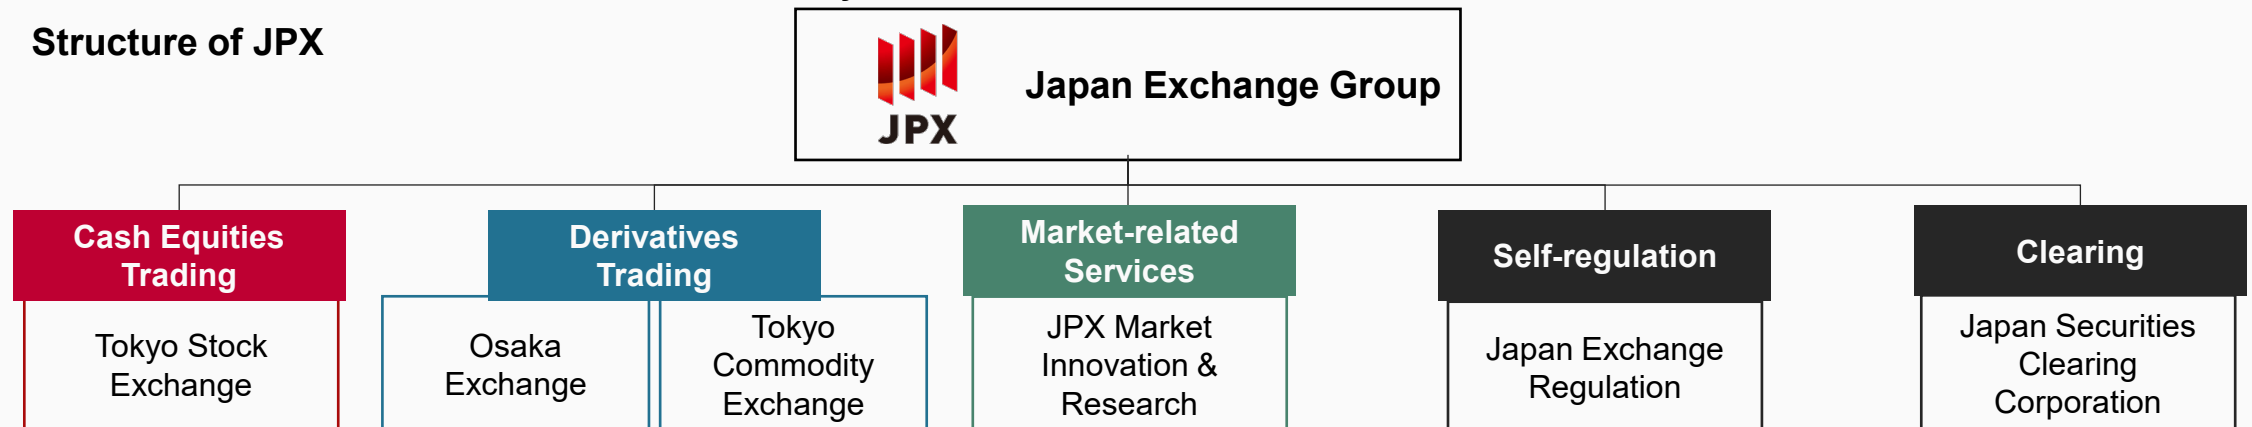 Structure of JPX
JPX
Japan Exchange Group
Cash Equities
Trading
Tokyo Stock
Exchange
Derivatives
Trading
Osaka
Exchange
Tokyo
Commodity
Exchange
Market-related
Services
JPX Market
Innovation &
Research
Self-regulation
Japan Exchange
Regulation
Clearing
Japan Securities
Clearing
Corporation